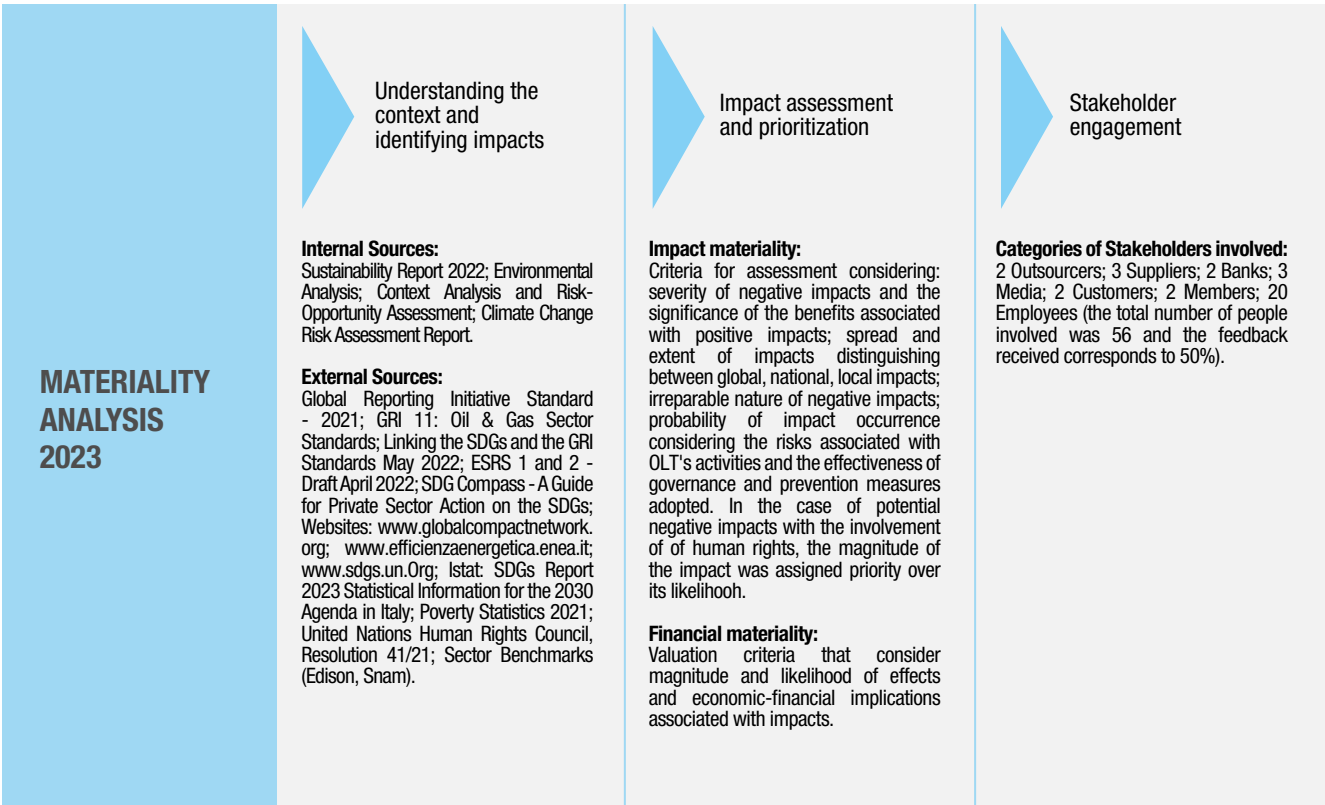 MATERIALITY
ANALYSIS
2023
Understanding the
context and
identifying impacts
Internal Sources:
Sustainability Report 2022; Environmental
Analysis; Context Analysis and Risk-
Opportunity Assessment; Climate Change
Risk Assessment Report.
External Sources:
Global Reporting Initiative Standard
- 2021; GRI 11: Oil & Gas Sector
Standards; Linking the SDGs and the GRI
Standards May 2022; ESRS 1 and 2 -
Draft April 2022; SDG Compass - A Guide
for Private Sector Action on the SDGs;
Websites: www.globalcompactnetwork.
org; www.efficienzaenergetica.enea.it;
www.sdgs.un.Org; Istat: SDGs Report
2023 Statistical Information for the 2030
Agenda in Italy; Poverty Statistics 2021;
United Nations Human Rights Council,
Resolution 41/21; Sector Benchmarks
(Edison, Snam).
Impact assessment
and prioritization
Impact materiality:
Criteria for assessment considering:
severity of negative impacts and the
significance of the benefits associated
with positive impacts; spread and
extent of impacts distinguishing
between global, national, local impacts;
irreparable nature of negative impacts;
probability of impact occurrence
considering the risks associated with
OLT's activities and the effectiveness of
governance and prevention measures
adopted. In the case of potential
negative impacts with the involvement
of of human rights, the magnitude of
the impact was assigned priority over
its likelihooh.
Financial materiality:
Valuation criteria that consider
magnitude and likelihood of effects
and economic-financial implications
associated with impacts.
Stakeholder
engagement
Categories of Stakeholders involved:
2 Outsourcers; 3 Suppliers; 2 Banks; 3
Media; 2 Customers; 2 Members; 20
Employees (the total number of people
involved was 56 and the feedback
received corresponds to 50%).